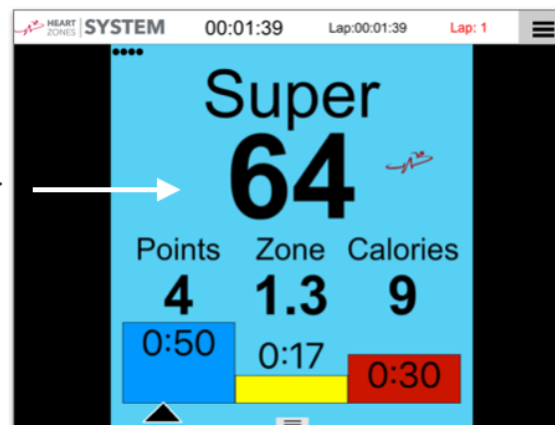 HEART ZONES SYSTEM 00:01:39 Lap:00:01:39 Lap: 1
Super
64
Points Zone Calories
4 1.3 9
0:50 0:17 0:30